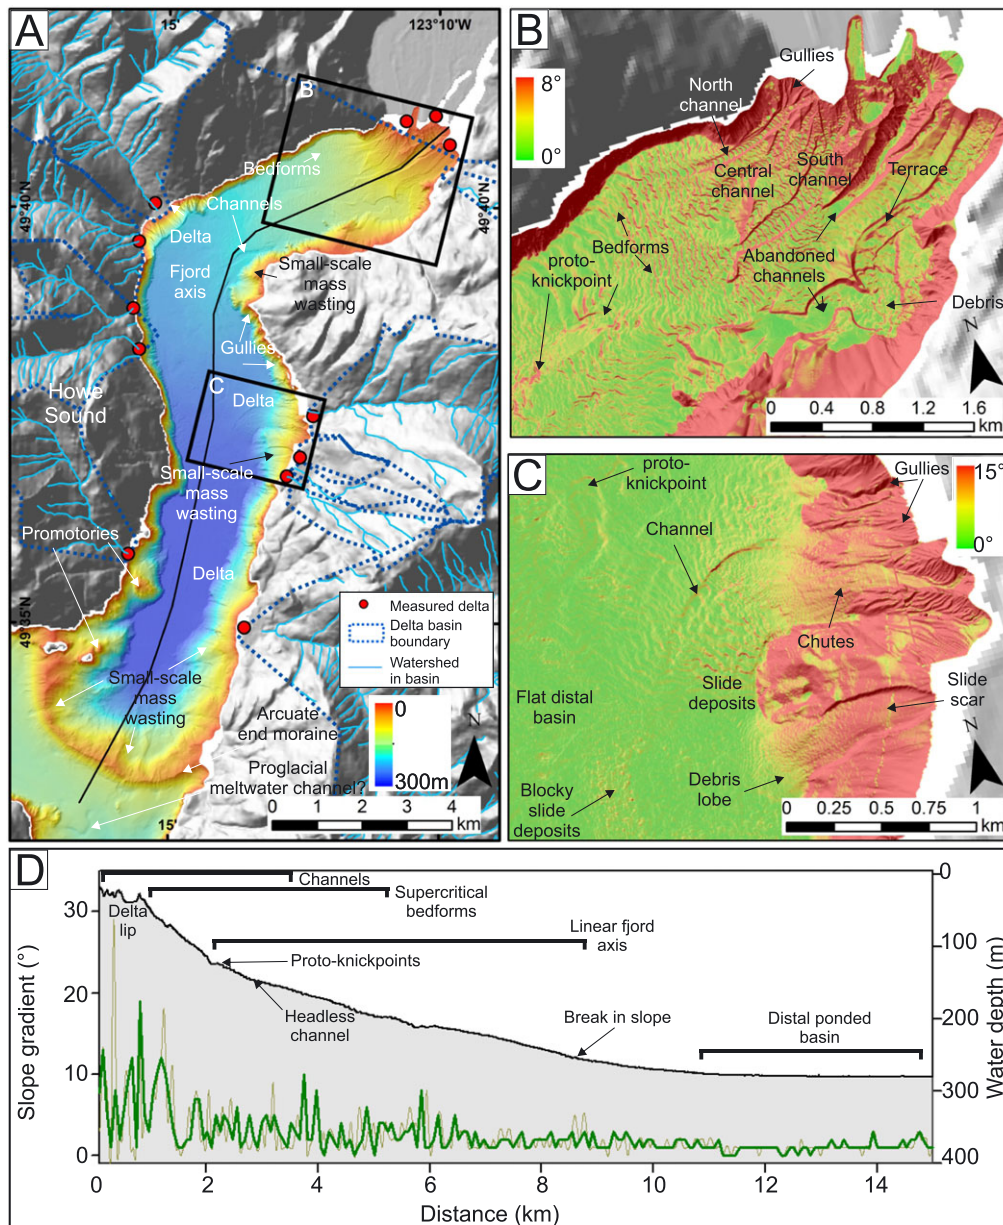 A
15'
123°10'
B
Bedforms
49°40'N
49°40'N
Channels
Delta
Fjord
axis
Small-scale
mass
wasting
Gullies
C
Delta
Howe
Sound
Small-scale
mass
wasting
Promotories
Delta
49°35'
Measured delta
Delta basin
boundary
Watershed
in basin
Small-scale
mass
wasting
Arcuate
end moraine
0
300m
N
Proglacial
meltwater channel?
0 1 2 3 4
km
15'
B
8°
0°
Gullies
North
channel
Central
channel
South
channel
Terrace
Bedforms
proto-
knickpoint
Abandoned
channels
Debris
N
0 0.4 0.8 1.2 1.6
km
C
proto-
knickpoint
Gullies
15°
0°
Channel
Chutes
Slide
deposits
Slide
scar
Flat distal
basin
N
Blocky
slide
deposits
Debris
lobe
0 0.25 0.5 0.75 1
km
D
Channels
Supercritical
bedforms
Delta
lip
Linear fjord
axis
Proto-knickpoints
Headless
channel
Break in slope
Distal ponded
basin
Slope gradient (°)
30
20
10
0
Water depth (m)
0
-100
-200
-300
-400
0 2 4 6 8 10 12 14
Distance (km)